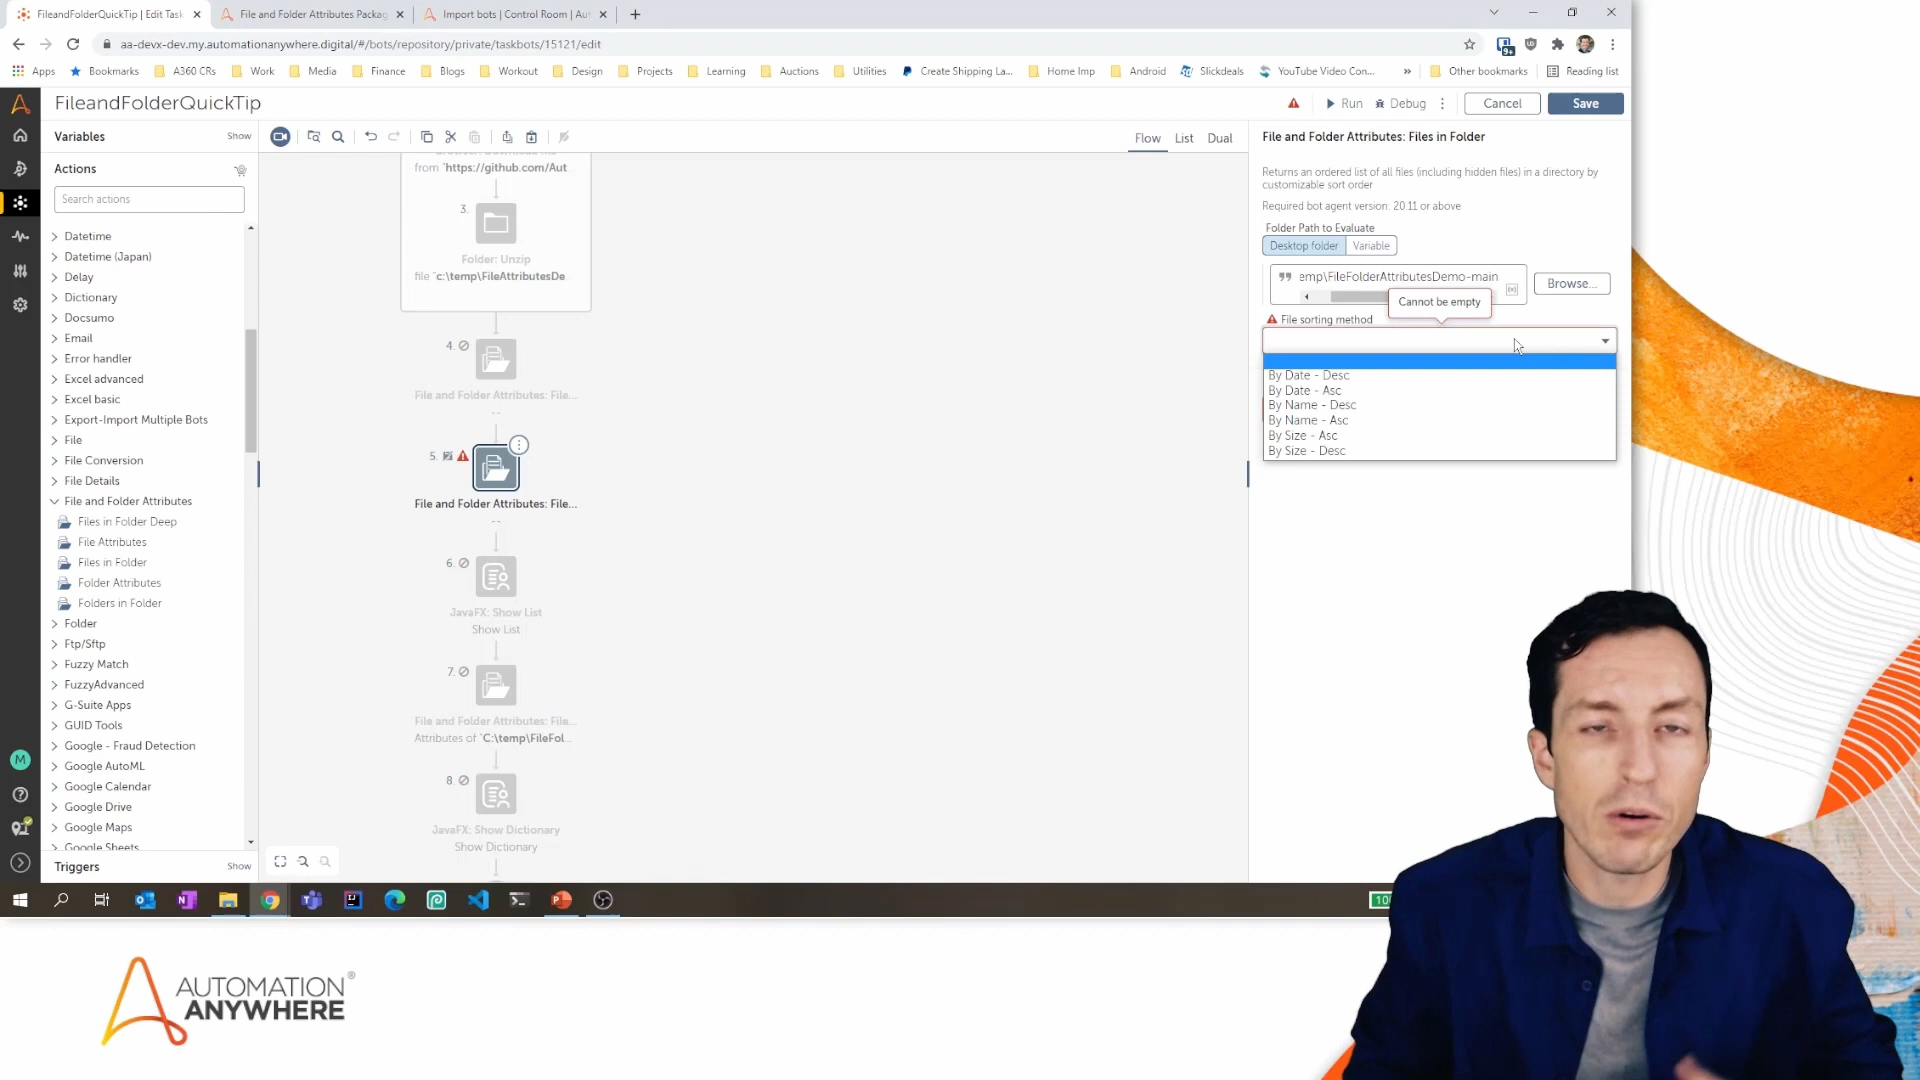 FileandFolderQuickTip | Edit Task
File and Folder Attributes Packag
Import bots | Control Room | Aut
aa-devx-dev.my.automationanywhere.digital/#/bots/repository/private/taskbots/15121/edit
9+
Apps
Bookmarks
A360 CRs
Work
Media
Finance
Blogs
Workout
Design
Projects
Learning
Auctions
Utilities
Create Shipping La...
Home Imp
Android
Slickdeals
YouTube Video Con...
»
Other bookmarks
Reading list
FileandFolderQuickTip
Run
Debug
Cancel
Save
Variables
Show
Actions
Search actions
Datetime
Datetime (Japan)
Delay
Dictionary
Docsumo
Email
Error handler
Excel advanced
Excel basic
Export-Import Multiple Bots
File
File Conversion
File Details
File and Folder Attributes
Files in Folder Deep
File Attributes
Files in Folder
Folder Attributes
Folders in Folder
Folder
Ftp/Sftp
Fuzzy Match
FuzzyAdvanced
G-Suite Apps
GUID Tools
Google - Fraud Detection
Google AutoML
Google Calendar
Google Drive
Google Maps
Google Sheets
Triggers
Show
M
Flow
List
Dual
from "https://github.com/Aut
3.
Folder: Unzip
file "c:\temp\FileAttributesDe
4.
File and Folder Attributes: File...
--
5.
File and Folder Attributes: File...
--
6.
JavaFX: Show List
Show List
7.
File and Folder Attributes: File...
Attributes of "C:\temp\FileFol...
8.
JavaFX: Show Dictionary
Show Dictionary
File and Folder Attributes: Files in Folder
Returns an ordered list of all files (including hidden files) in a directory by
customizable sort order
Required bot agent version: 20.11 or above
Folder Path to Evaluate
Desktop folder
Variable
emp\FileFolderAttributesDemo-main
Browse...
Cannot be empty
File sorting method
By Date - Desc
By Date - Asc
By Name - Desc
By Name - Asc
By Size - Asc
By Size - Desc
AUTOMATION®
ANYWHERE